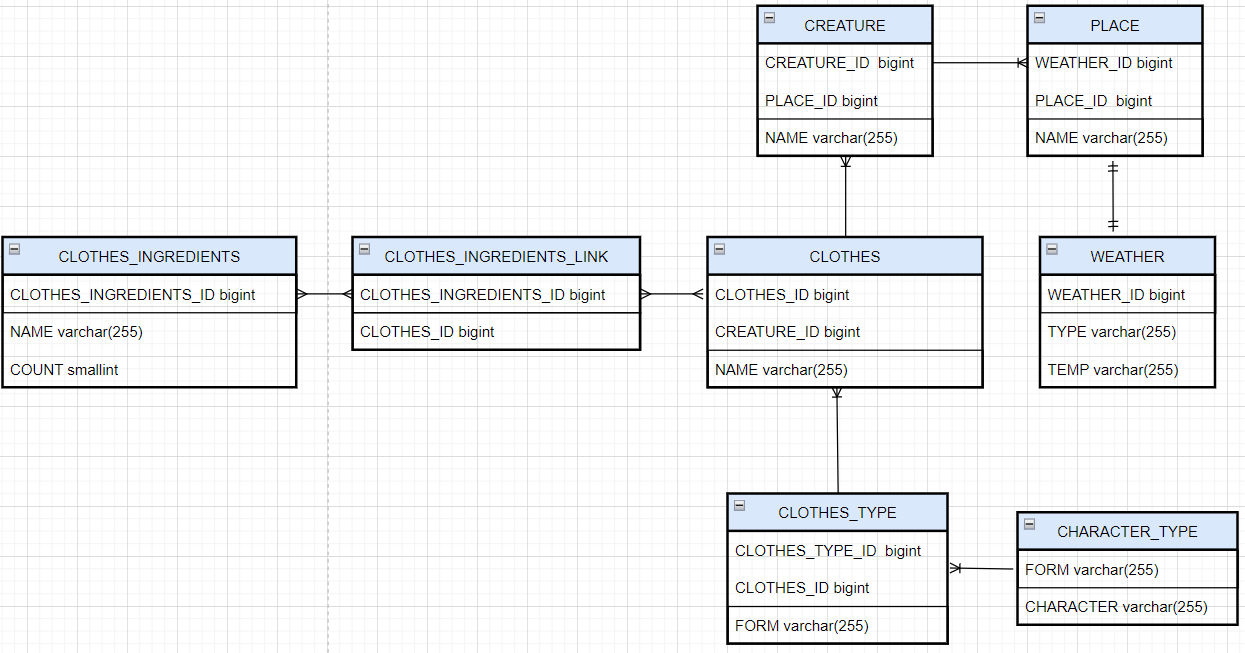 CREATURE
CREATURE_ID bigint
PLACE_ID bigint
NAME varchar(255)
PLACE
WEATHER_ID bigint
PLACE_ID bigint
NAME varchar(255)
CLOTHES_INGREDIENTS
CLOTHES_INGREDIENTS_ID bigint
NAME varchar(255)
COUNT smallint
CLOTHES_INGREDIENTS_LINK
CLOTHES_INGREDIENTS_ID bigint
CLOTHES_ID bigint
CLOTHES
CLOTHES_ID bigint
CREATURE_ID bigint
NAME varchar(255)
WEATHER
WEATHER_ID bigint
TYPE varchar(255)
TEMP varchar(255)
CLOTHES_TYPE
CLOTHES_TYPE_ID bigint
CLOTHES_ID bigint
FORM varchar(255)
CHARACTER_TYPE
FORM varchar(255)
CHARACTER varchar(255)